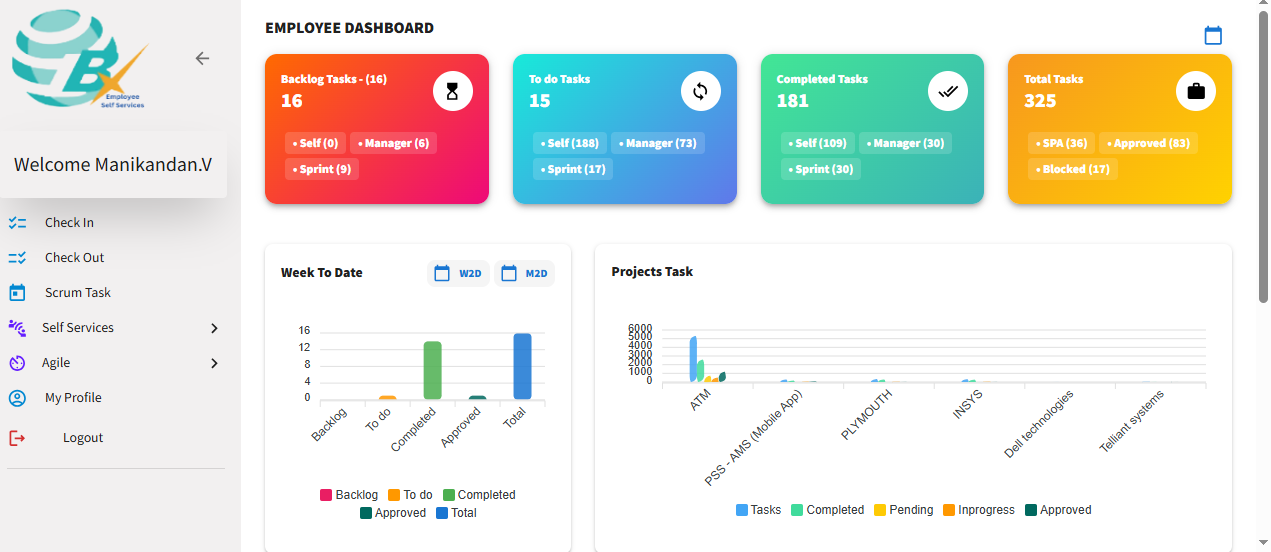 Bx
Employee
Self Services
Welcome Manikandan.V
Check In
Check Out
Scrum Task
Self Services
Agile
My Profile
Logout
EMPLOYEE DASHBOARD
Backlog Tasks - (16)
16
• Self (0) • Manager (6)
• Sprint (9)
To do Tasks
15
• Self (188) • Manager (73)
• Sprint (17)
Completed Tasks
181
• Self (109) • Manager (30)
• Sprint (30)
Total Tasks
325
• SPA (36) • Approved (83)
• Blocked (17)
Week To Date W2D M2D
16
12
8
4
0
Backlog To do Completed Approved Total
Backlog To do Completed
Approved Total
Projects Task
6000
5000
4000
3000
2000
1000
0
ATM PSS - AMS (Mobile App) PLYMOUTH INSYS Dell technologies Telliant systems
Tasks Completed Pending Inprogress Approved